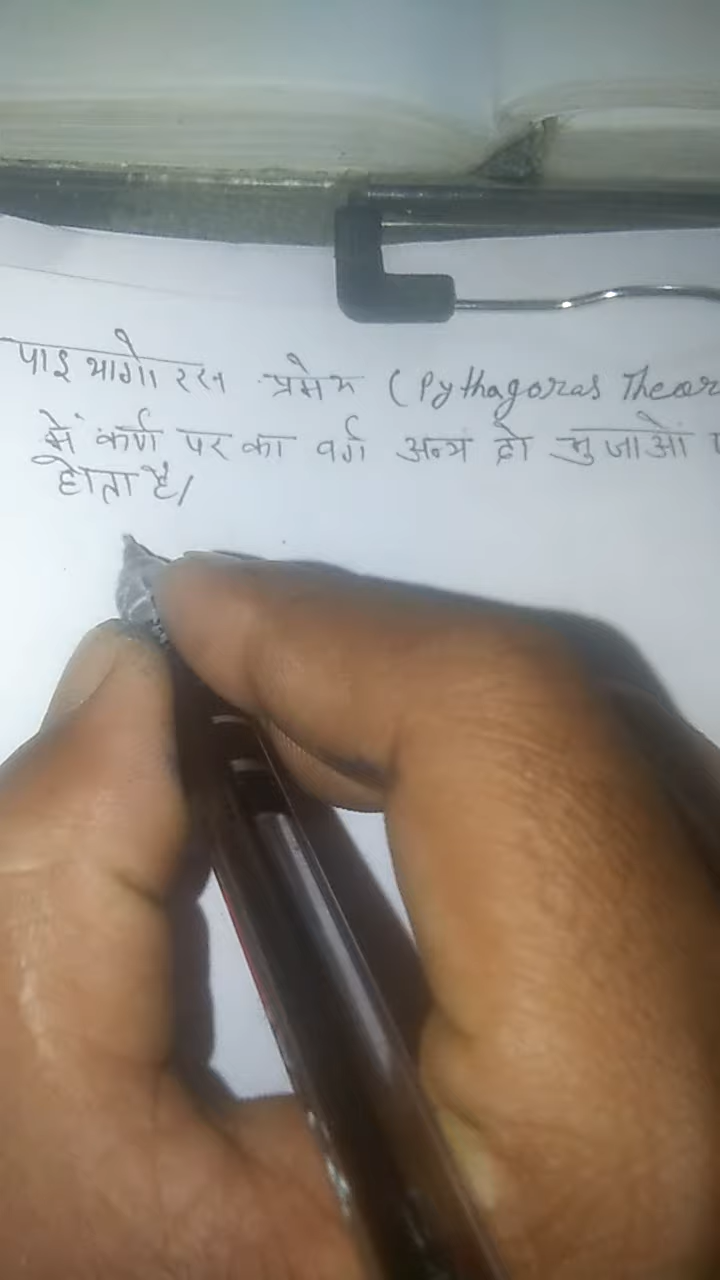 पाइथागोरस प्रमेय (Pythagoras Theor
में कर्ण पर का वर्ग अन्य दो भुजाओं प
होता है।